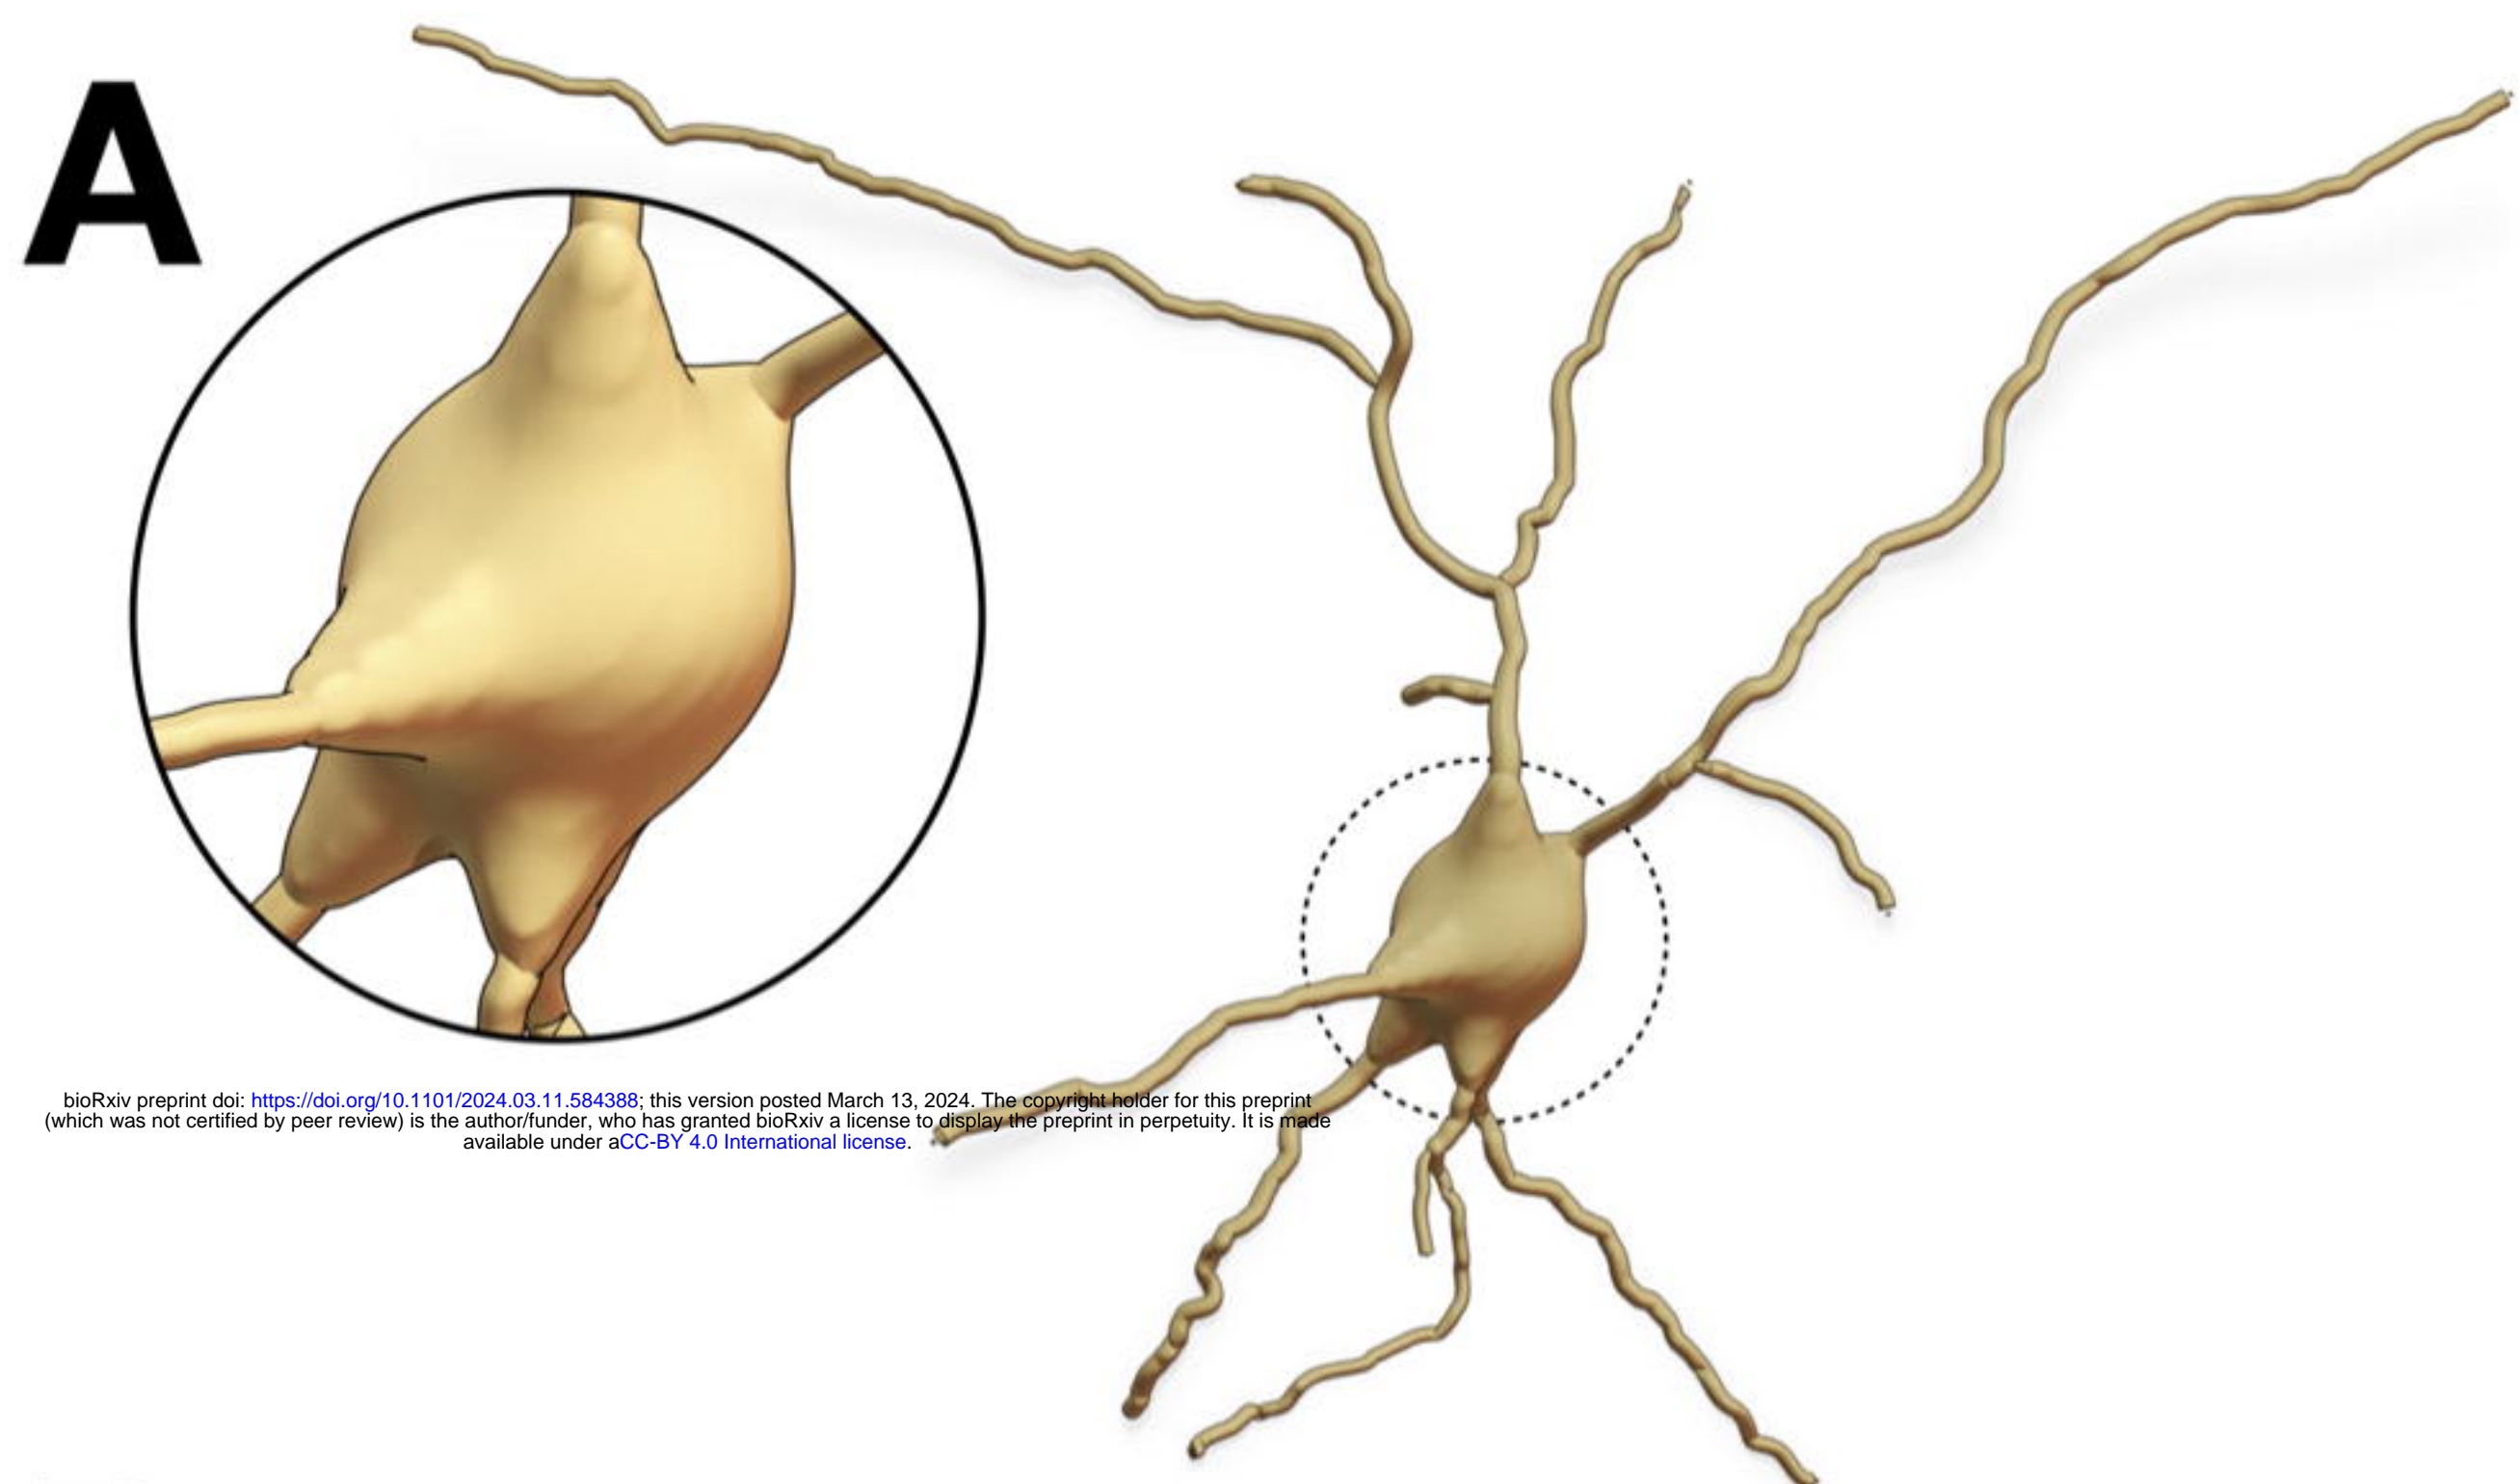 A
bioRxiv preprint doi: https://doi.org/10.1101/2024.03.11.584388; this version posted March 13, 2024. The copyright holder for this preprint
(which was not certified by peer review) is the author/funder, who has granted bioRxiv a license to display the preprint in perpetuity. It is made
available under aCC-BY 4.0 International license.